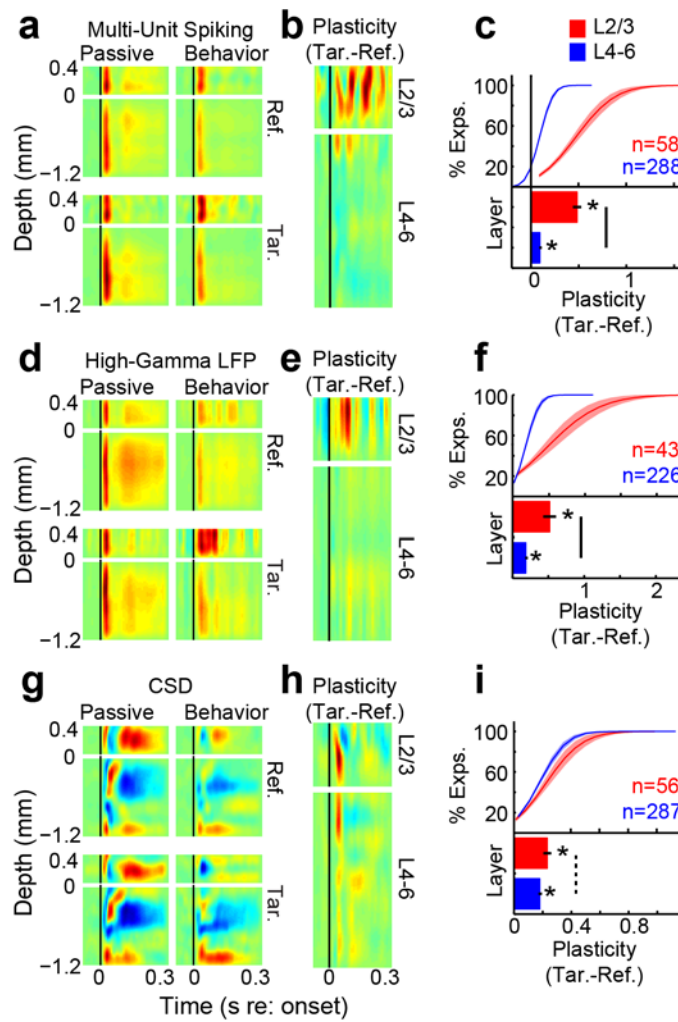 a
Multi-Unit Spiking
Passive
Behavior
0.4
0
-1.2
0.4
0
-1.2
Depth (mm)
Ref.
Tar.
b
Plasticity
(Tar.-Ref.)
L2/3
L4-6
c
L2/3
L4-6
100
80
60
40
20
% Exps.
n=58
n=288
Layer
*
*
0
1
Plasticity
(Tar.-Ref.)
d
High-Gamma LFP
Passive
Behavior
0.4
0
-1.2
0.4
0
-1.2
Depth (mm)
Ref.
Tar.
e
Plasticity
(Tar.-Ref.)
L2/3
L4-6
f
100
80
60
40
20
% Exps.
n=43
n=226
Layer
*
*
1
2
Plasticity
(Tar.-Ref.)
g
CSD
Passive
Behavior
0.4
0
-1.2
0.4
0
-1.2
Depth (mm)
Ref.
Tar.
0
0.3
Time (s re: onset)
h
Plasticity
(Tar.-Ref.)
L2/3
L4-6
0
0.3
i
100
80
60
40
20
% Exps.
n=56
n=287
Layer
*
*
0
0.4
0.8
Plasticity
(Tar.-Ref.)